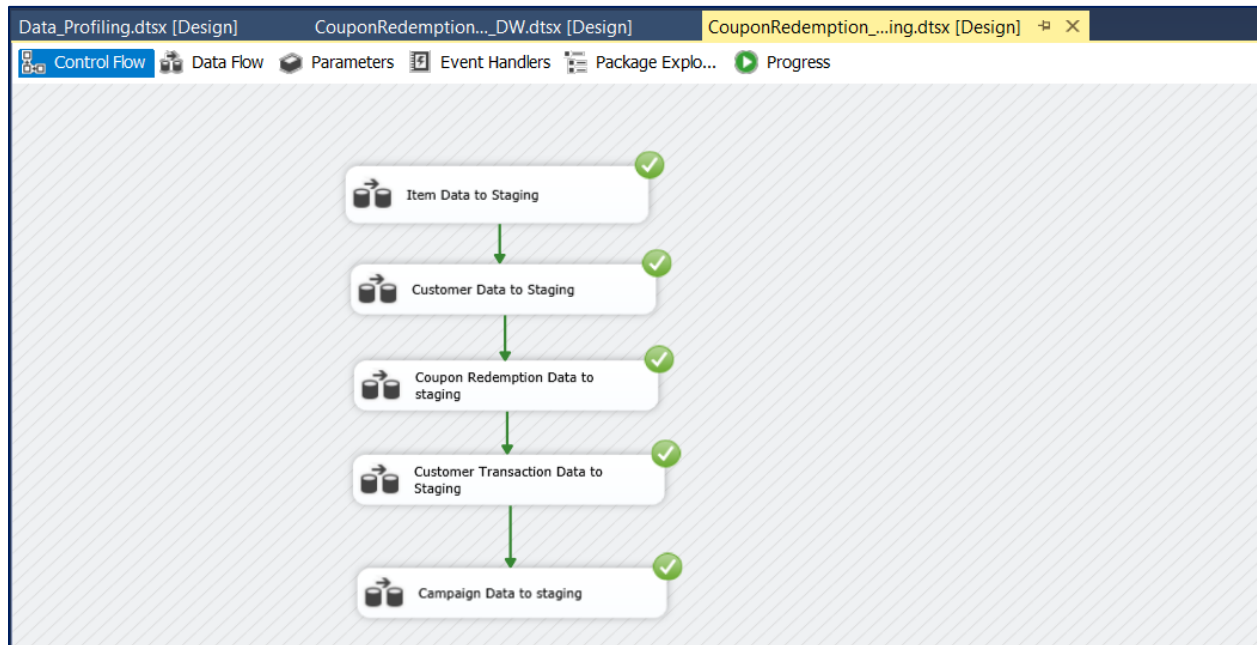 Data_Profiling.dtsx [Design] CouponRedemption..._DW.dtsx [Design] CouponRedemption_...ing.dtsx [Design]
Control Flow Data Flow Parameters Event Handlers Package Explo... Progress
Item Data to Staging
Customer Data to Staging
Coupon Redemption Data to
staging
Customer Transaction Data to
Staging
Campaign Data to staging